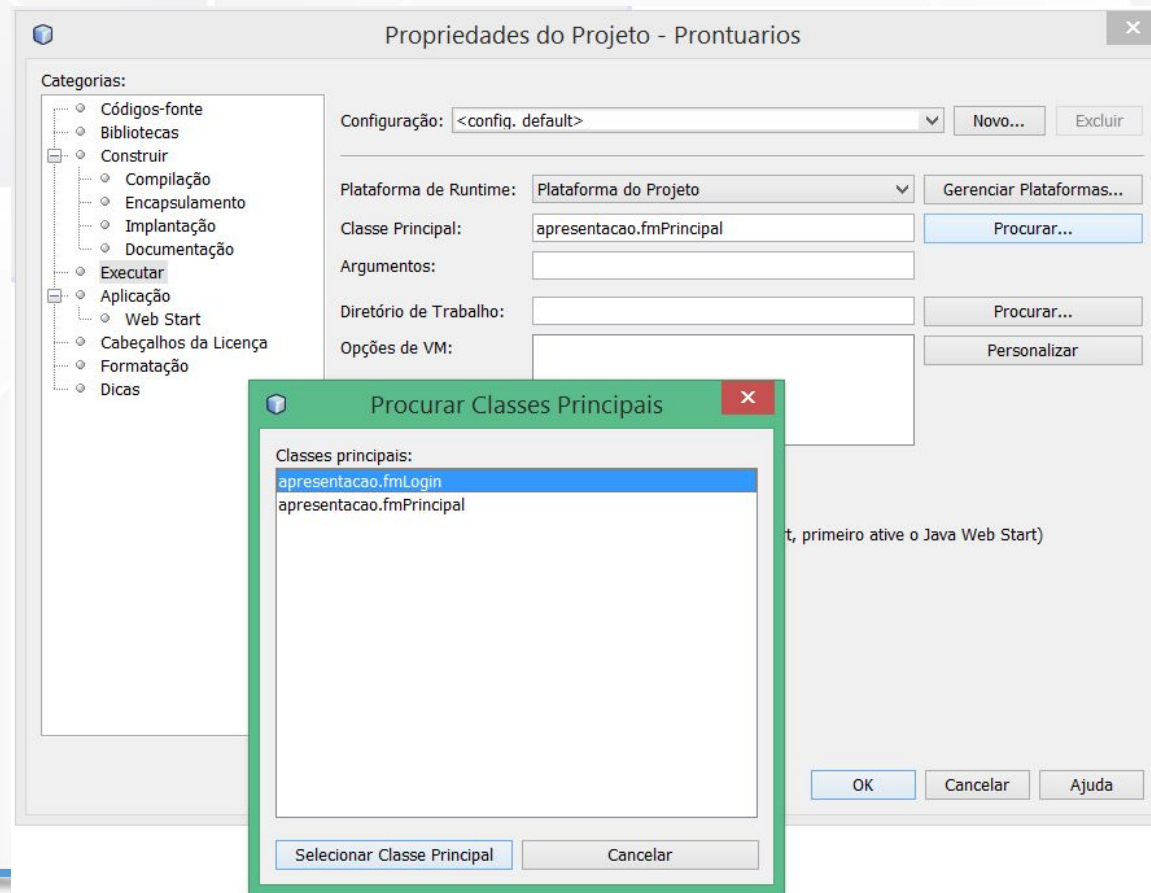 Propriedades do Projeto - Prontuarios
Categorias:
Códigos-fonte
Bibliotecas
Construir
Compilação
Encapsulamento
Implantação
Documentação
Executar
Aplicação
Web Start
Cabeçalhos da Licença
Formatação
Dicas
Configuração: <config. default> Novo... Excluir
Plataforma de Runtime: Plataforma do Projeto Gerenciar Plataformas...
Classe Principal: apresentacao.fmPrincipal Procurar...
Argumentos:
Diretório de Trabalho: Procurar...
Opções de VM: Personalizar
t, primeiro ative o Java Web Start)
Procurar Classes Principais
Classes principais:
apresentacao.fmLogin
apresentacao.fmPrincipal
Selecionar Classe Principal Cancelar
OK Cancelar Ajuda